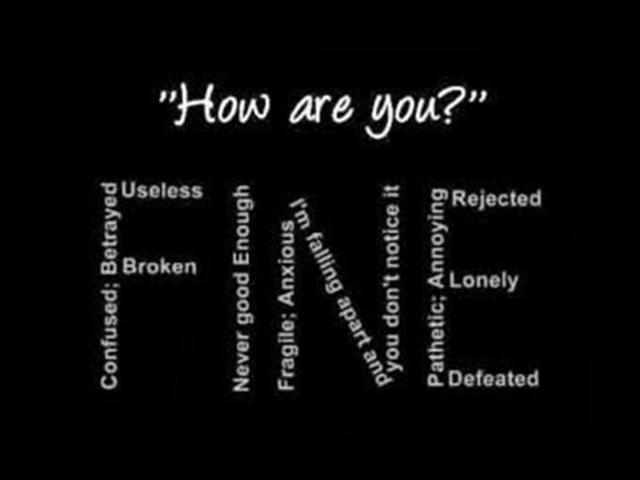 "How are you?"
Confused; Betrayed
Useless
Broken
Never good Enough
Fragile; Anxious
I'm falling apart and
you don't notice it
Pathetic; Annoying
Rejected
Lonely
Defeated